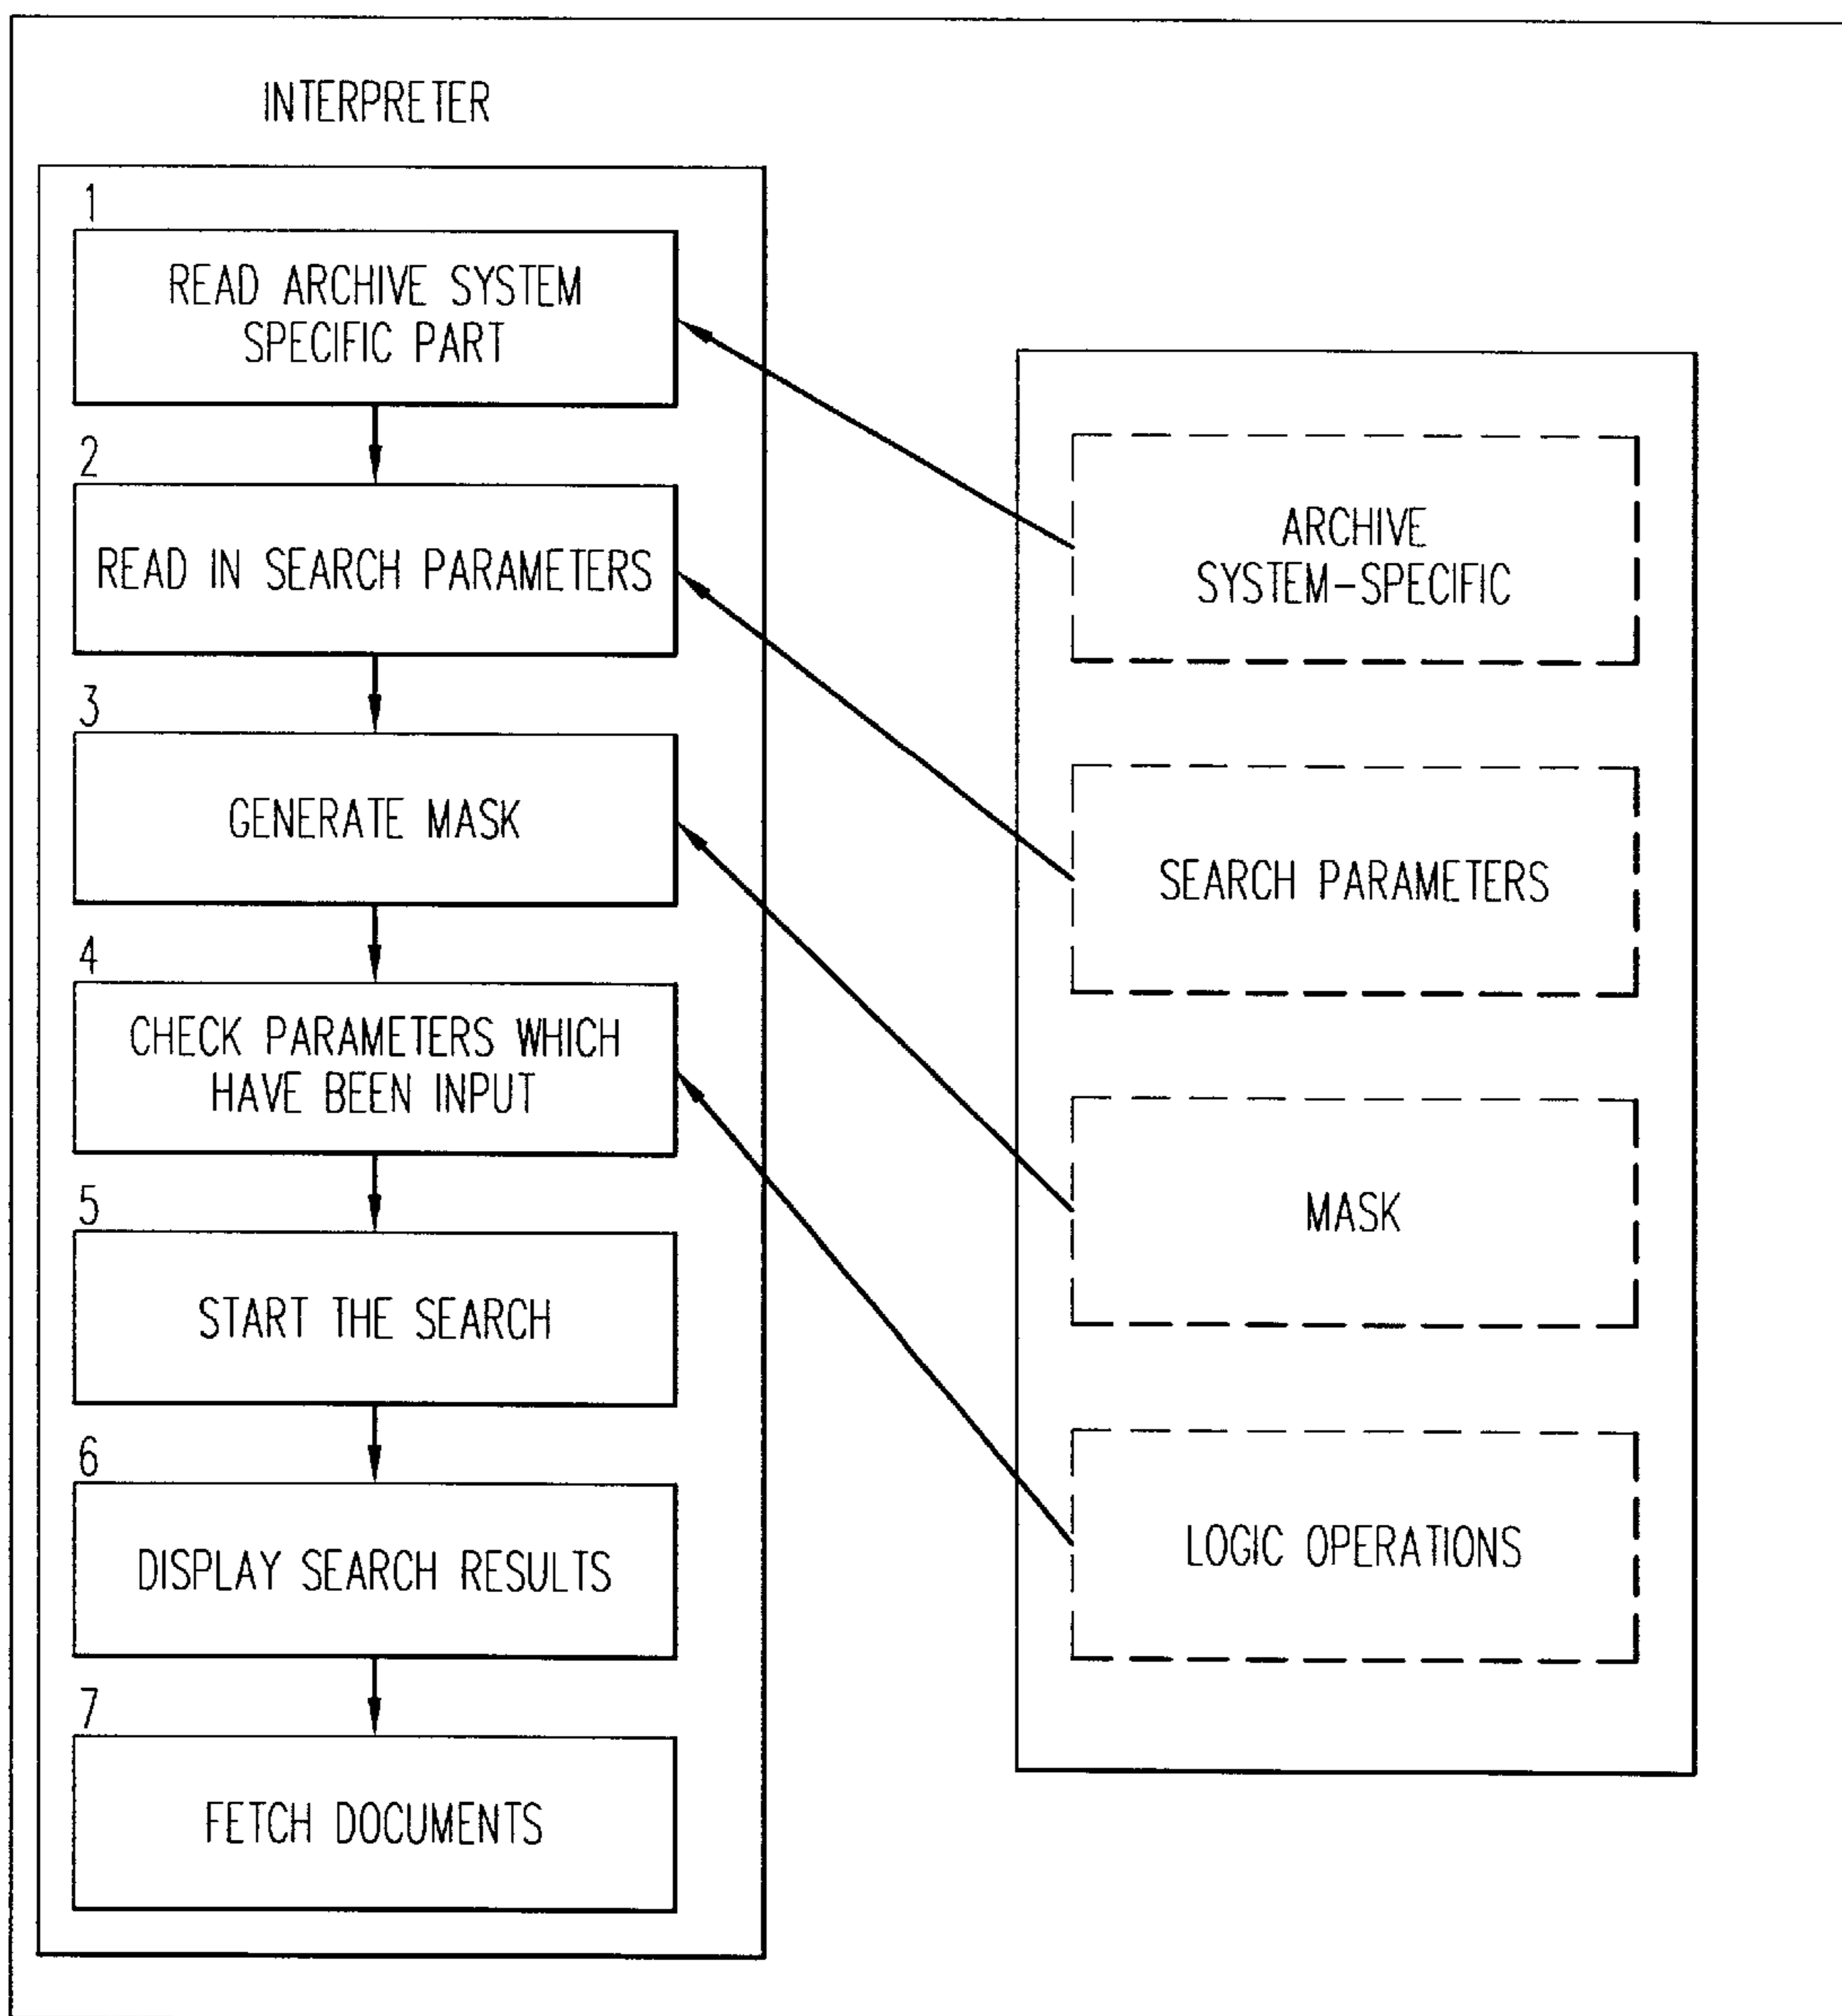 INTERPRETER
1
READ ARCHIVE SYSTEM
SPECIFIC PART
2
READ IN SEARCH PARAMETERS
3
GENERATE MASK
4
CHECK PARAMETERS WHICH
HAVE BEEN INPUT
5
START THE SEARCH
6
DISPLAY SEARCH RESULTS
7
FETCH DOCUMENTS
ARCHIVE
SYSTEM-SPECIFIC
SEARCH PARAMETERS
MASK
LOGIC OPERATIONS